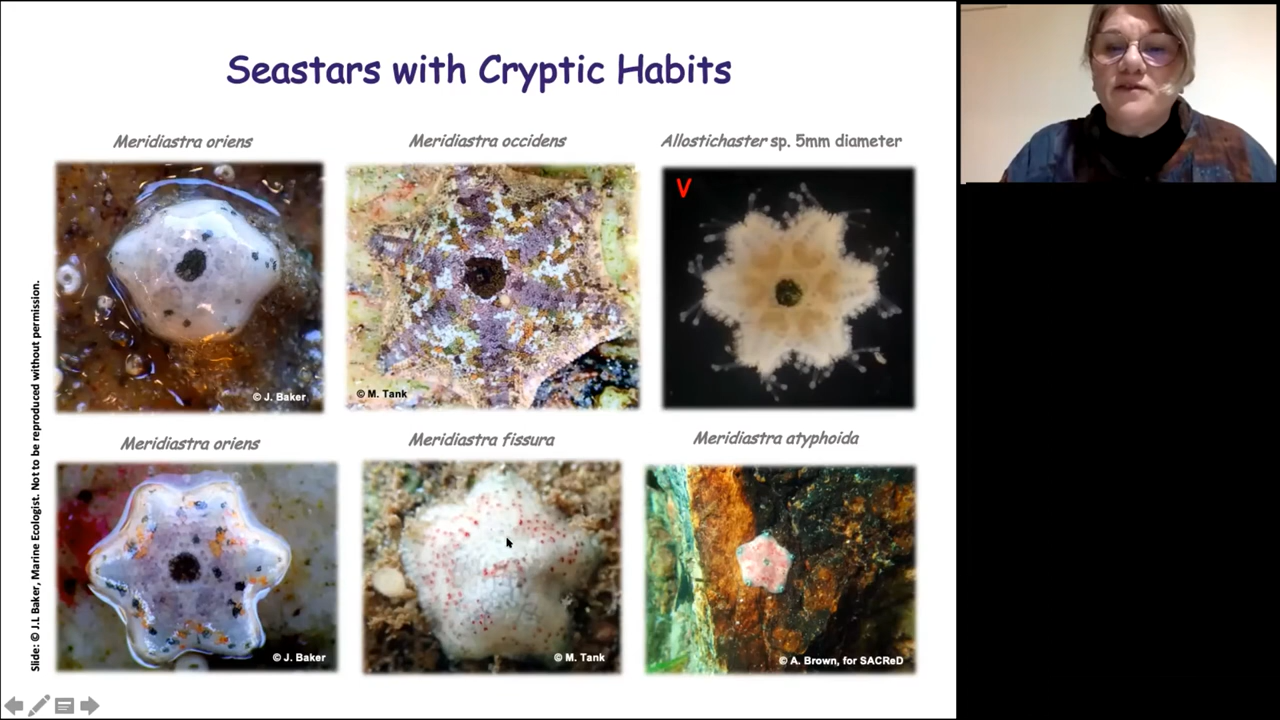 Seastars with Cryptic Habits
Meridiastra oriens
Meridiastra occidens
Allostichaster sp. 5mm diameter
V
© J. Baker
© M. Tank
Meridiastra oriens
Meridiastra fissura
Meridiastra atyphoida
© J. Baker
© M. Tank
© A. Brown, for SACReD
Slide: © J.L Baker, Marine Ecologist. Not to be reproduced without permission.